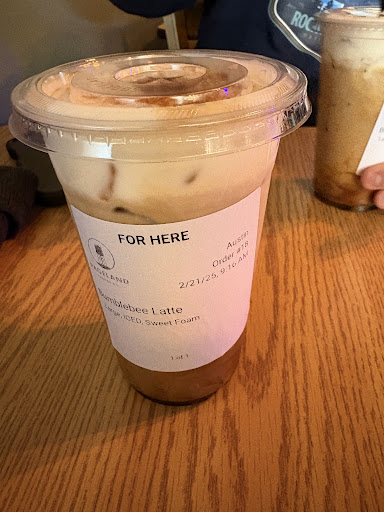 FOR HERE
Austin
Order #18
2/21/25, 9:16 AM
Bumblebee Latte
ICED, Sweet Foam
1 of 1
ROC